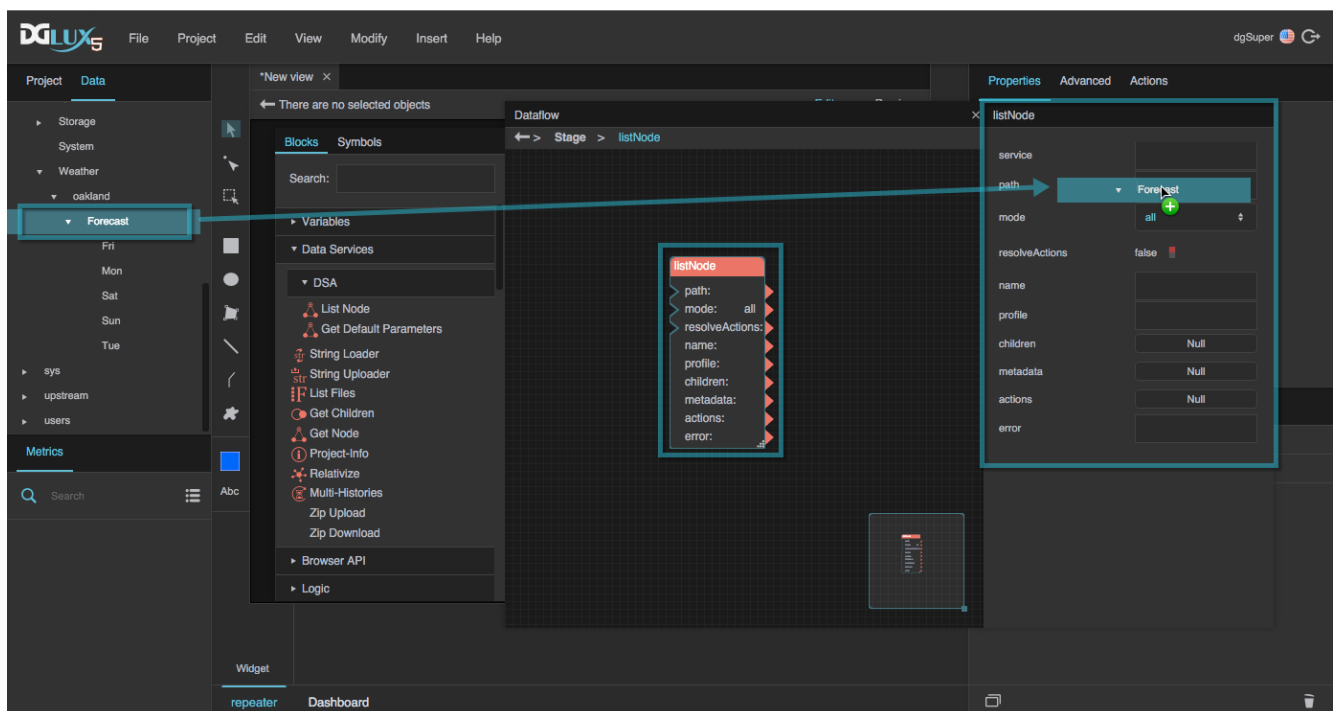 DGLUX5
File Project Edit View Modify Insert Help
dgSuper
Project Data
Storage
System
Weather
oakland
Forecast
Fri
Mon
Sat
Sun
Tue
sys
upstream
users
Metrics
Search
Abc
*New view ×
There are no selected objects
Blocks Symbols
Search:
Variables
Data Services
DSA
List Node
Get Default Parameters
str String Loader
str String Uploader
List Files
Get Children
Get Node
Project-Info
Relativize
Multi-Histories
Zip Upload
Zip Download
Browser API
Logic
Dataflow ×
> Stage > listNode
listNode
path:
mode: all
resolveActions:
name:
profile:
children:
metadata:
actions:
error:
Properties Advanced Actions
listNode
service
path Forecast
mode all
resolveActions false
name
profile
children Null
metadata Null
actions Null
error
Widget
repeater Dashboard